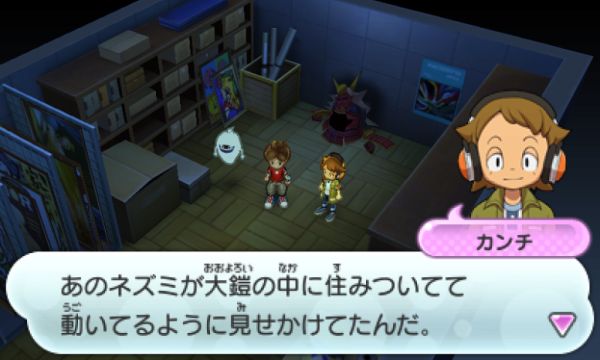 カンチ
あのネズミが大鎧の中に住みついてて
動いてるように見せかけてたんだ。